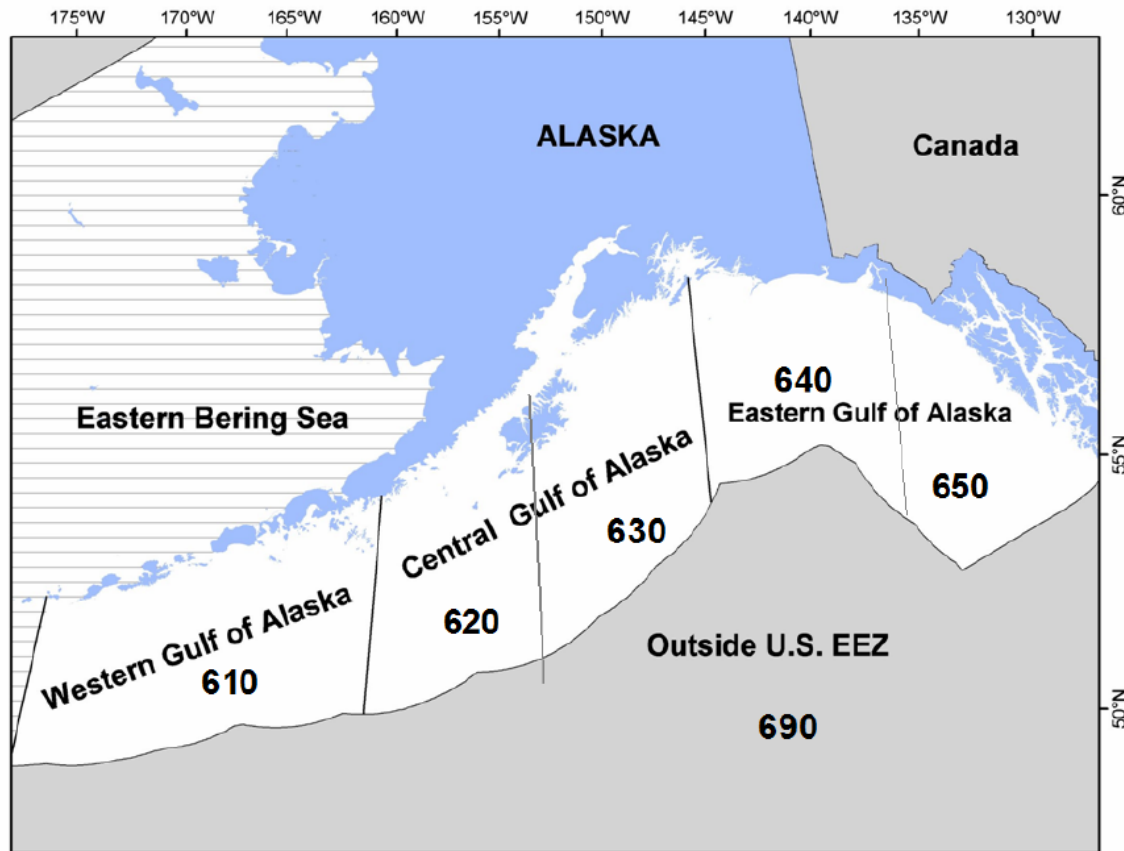 175°W 170°W 165°W 160°W 155°W 150°W 145°W 140°W 135°W 130°W
ALASKA
Canada
60°N
Eastern Bering Sea
640
Eastern Gulf of Alaska
55°N
Central Gulf of Alaska
650
630
620
Western Gulf of Alaska
610
Outside U.S. EEZ
50°N
690